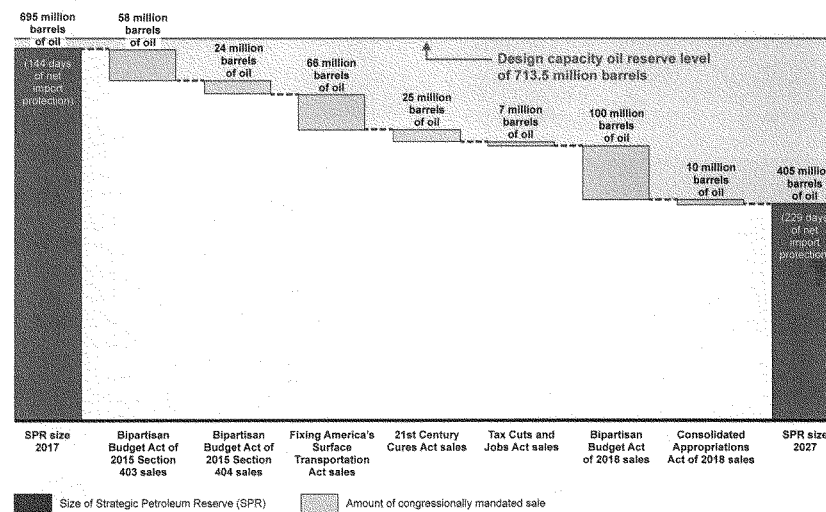 695 million
barrels
of oil
(144 days
of net
import
protection)
58 million
barrels
of oil
24 million
barrels
of oil
66 million
barrels
of oil
25 million
barrels
of oil
7 million
barrels
of oil
100 million
barrels
of oil
10 million
barrels
of oil
405 million
barrels
of oil
(229 days
of net
import
protection
Design capacity oil reserve level
of 713.5 million barrels
SPR size
2017
Bipartisan
Budget Act of
2015 Section
403 sales
Bipartisan
Budget Act of
2015 Section
404 sales
Fixing America's
Surface
Transportation
Act sales
21st Century
Cures Act sales
Tax Cuts and
Jobs Act sales
Bipartisan
Budget Act
of 2018 sales
Consolidated
Appropriations
Act of 2018 sales
SPR size
2027
Size of Strategic Petroleum Reserve (SPR)
Amount of congressionally mandated sale